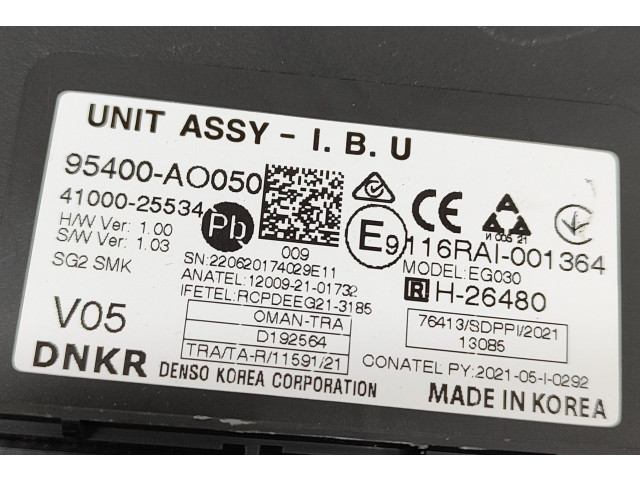 UNIT ASSY - I. B. U
95400-AO050
41000-25534
H/W Ver: 1.00
S/W Ver: 1.03
SG2 SMK
Pb
009
SN:220620174029E11
ANATEL:12009-21-01732
IFETEL:RCPDEEG21-3185
CE
И 005 21
E9
116RAI-001364
MODEL:EG030
R H-26480
V05
OMAN-TRA
D192564
TRA/TA-R/11591/21
76413/SDPPI/2021
13085
DNKR DENSO KOREA CORPORATION
CONATEL PY:2021-05-I-0292
MADE IN KOREA